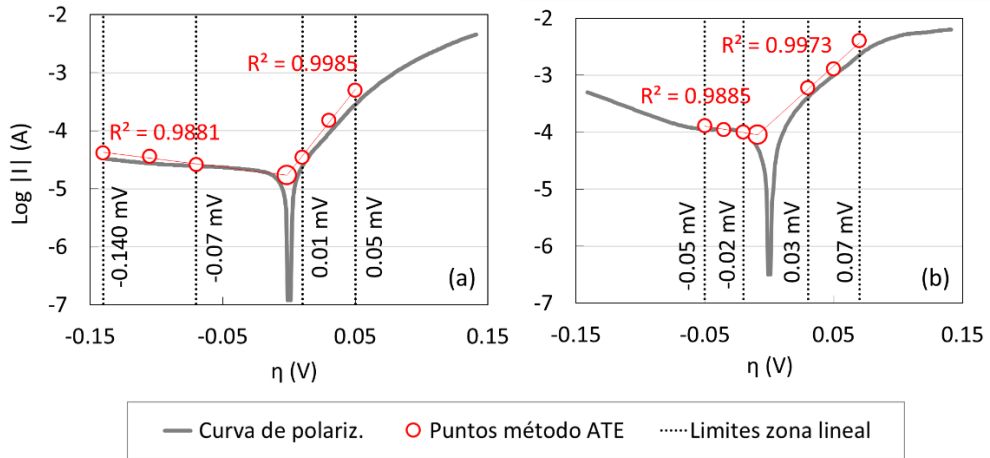 -2
-3
-4
-5
-6
-7
Log |I| (A)
R² = 0.9985
R² = 0.9881
-0.140 mV
-0.07 mV
0.01 mV
0.05 mV
(a)
-0.15
-0.05
0.05
0.15
η (V)
-2
-3
-4
-5
-6
-7
R² = 0.9973
R² = 0.9885
-0.05 mV
-0.02 mV
0.03 mV
0.07 mV
(b)
-0.15
-0.05
0.05
0.15
η (V)
Curva de polariz.
Puntos método ATE
Limites zona lineal